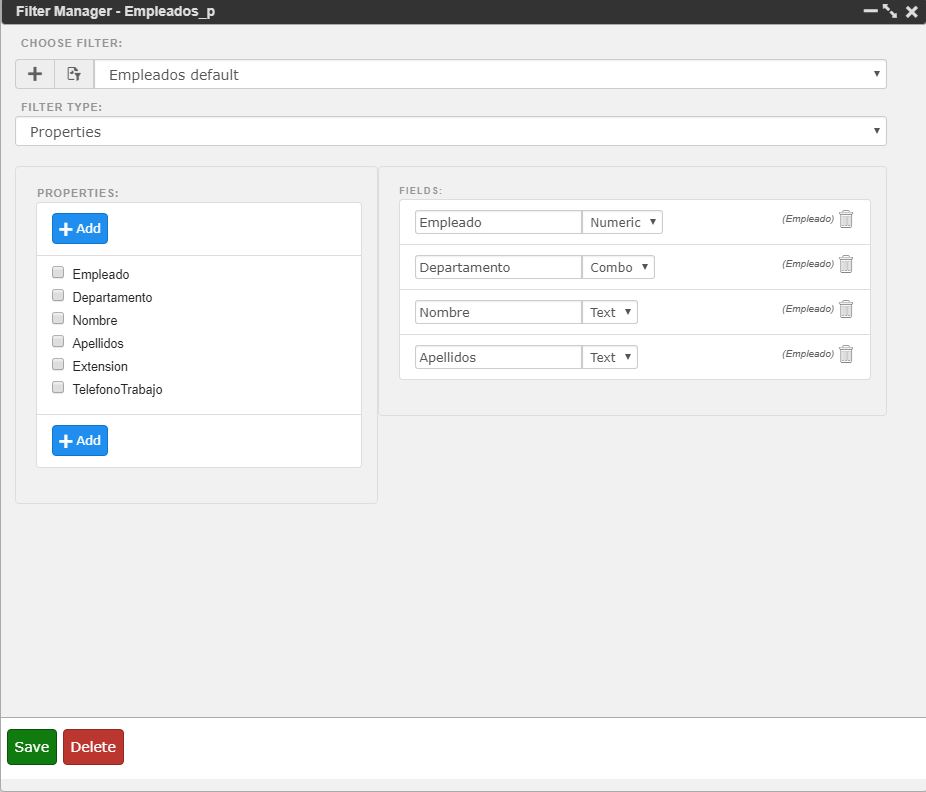 Filter Manager - Empleados_p
CHOOSE FILTER:
Empleados default
FILTER TYPE:
Properties
PROPERTIES:
Add
Empleado
Departamento
Nombre
Apellidos
Extension
TelefonoTrabajo
Add
FIELDS:
Empleado Numeric (Empleado)
Departamento Combo (Empleado)
Nombre Text (Empleado)
Apellidos Text (Empleado)
Save Delete